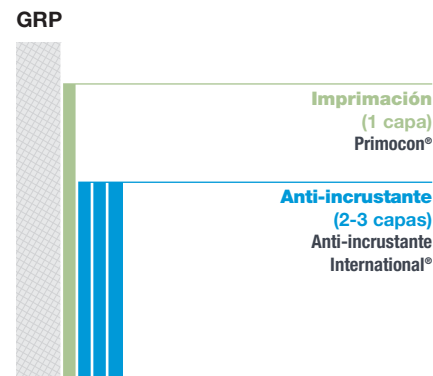 GRP
Imprimación
(1 capa)
Primocon®
Anti-incrustante
(2-3 capas)
Anti-incrustante
International®